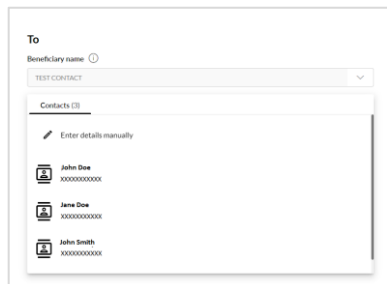 To
Beneficiary name
TEST CONTACT
Contacts (3)
Enter details manually
John Doe
XXXXXXXXXXX
Jane Doe
XXXXXXXXXXX
John Smith
XXXXXXXXXXX